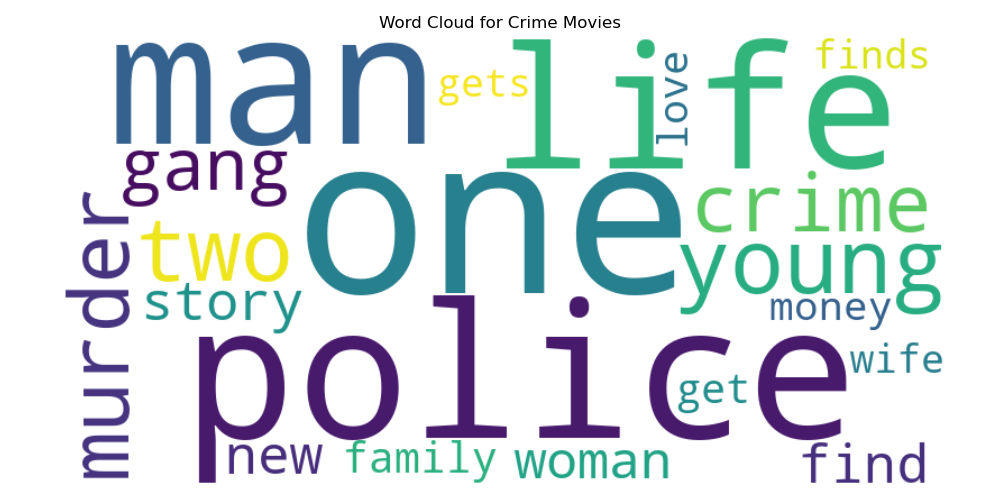 Word Cloud for Crime Movies
man
life
gets
love
finds
gang
one
crime
murder
two
young
story
police
money
wife
get
new
family
woman
find